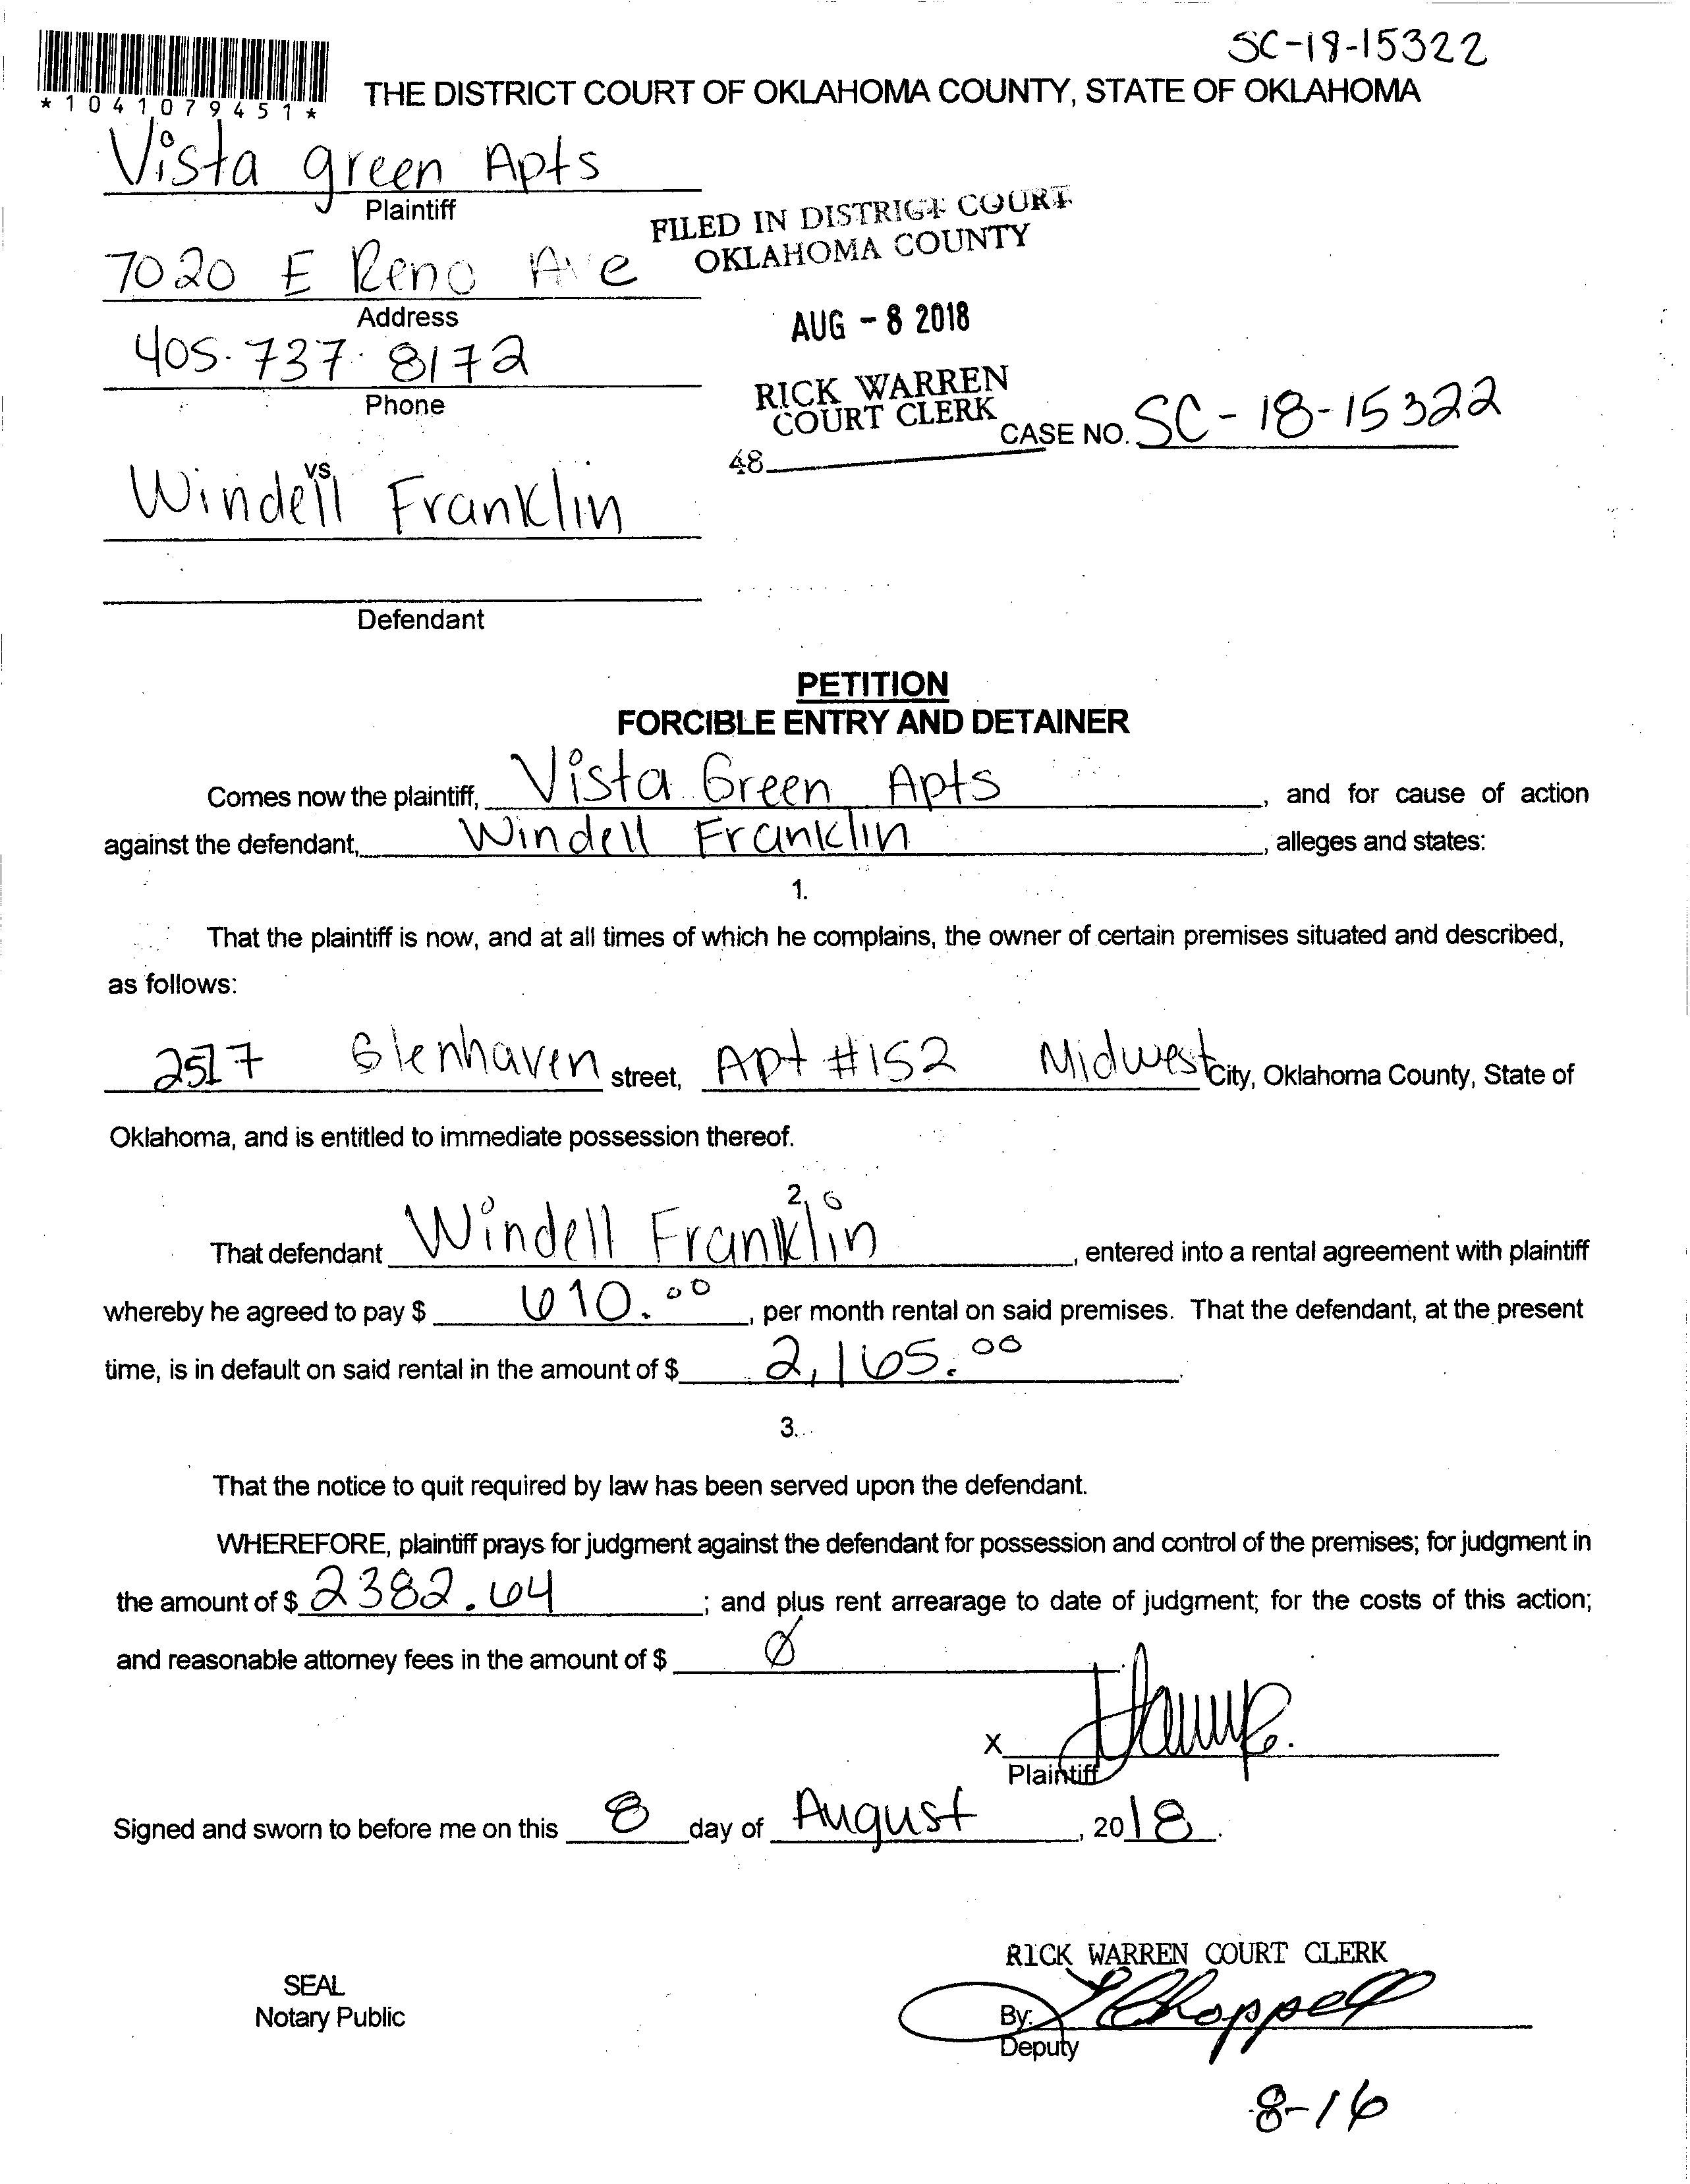 SC-18-15322
*1041079451*
THE DISTRICT COURT OF OKLAHOMA COUNTY, STATE OF OKLAHOMA
Vista green Apts
Plaintiff
FILED IN DISTRICT COURT
OKLAHOMA COUNTY
7020 E Reno Ave
Address
AUG - 8 2018
405-737-8172
Phone
RICK WARREN
COURT CLERK
CASE NO. SC-18-15322
48
vs.
Windell Franklin
Defendant
PETITION
FORCIBLE ENTRY AND DETAINER
Comes now the plaintiff, Vista Green Apts, and for cause of action
against the defendant, Windell Franklin, alleges and states:
1.
That the plaintiff is now, and at all times of which he complains, the owner of certain premises situated and described,
as follows:
2517 Glenhaven street, Apt #152 Midwest City, Oklahoma County, State of
Oklahoma, and is entitled to immediate possession thereof.
2.
That defendant Windell Franklin, entered into a rental agreement with plaintiff
whereby he agreed to pay $ 610.00, per month rental on said premises. That the defendant, at the present
time, is in default on said rental in the amount of $ 2,165.00.
3.
That the notice to quit required by law has been served upon the defendant.
WHEREFORE, plaintiff prays for judgment against the defendant for possession and control of the premises; for judgment in
the amount of $ 2382.64; and plus rent arrearage to date of judgment; for the costs of this action;
and reasonable attorney fees in the amount of $ Ø
X
Plaintiff
Signed and sworn to before me on this 8 day of August, 2018.
RICK WARREN COURT CLERK
SEAL
Notary Public
By: Chappell
Deputy
8-16